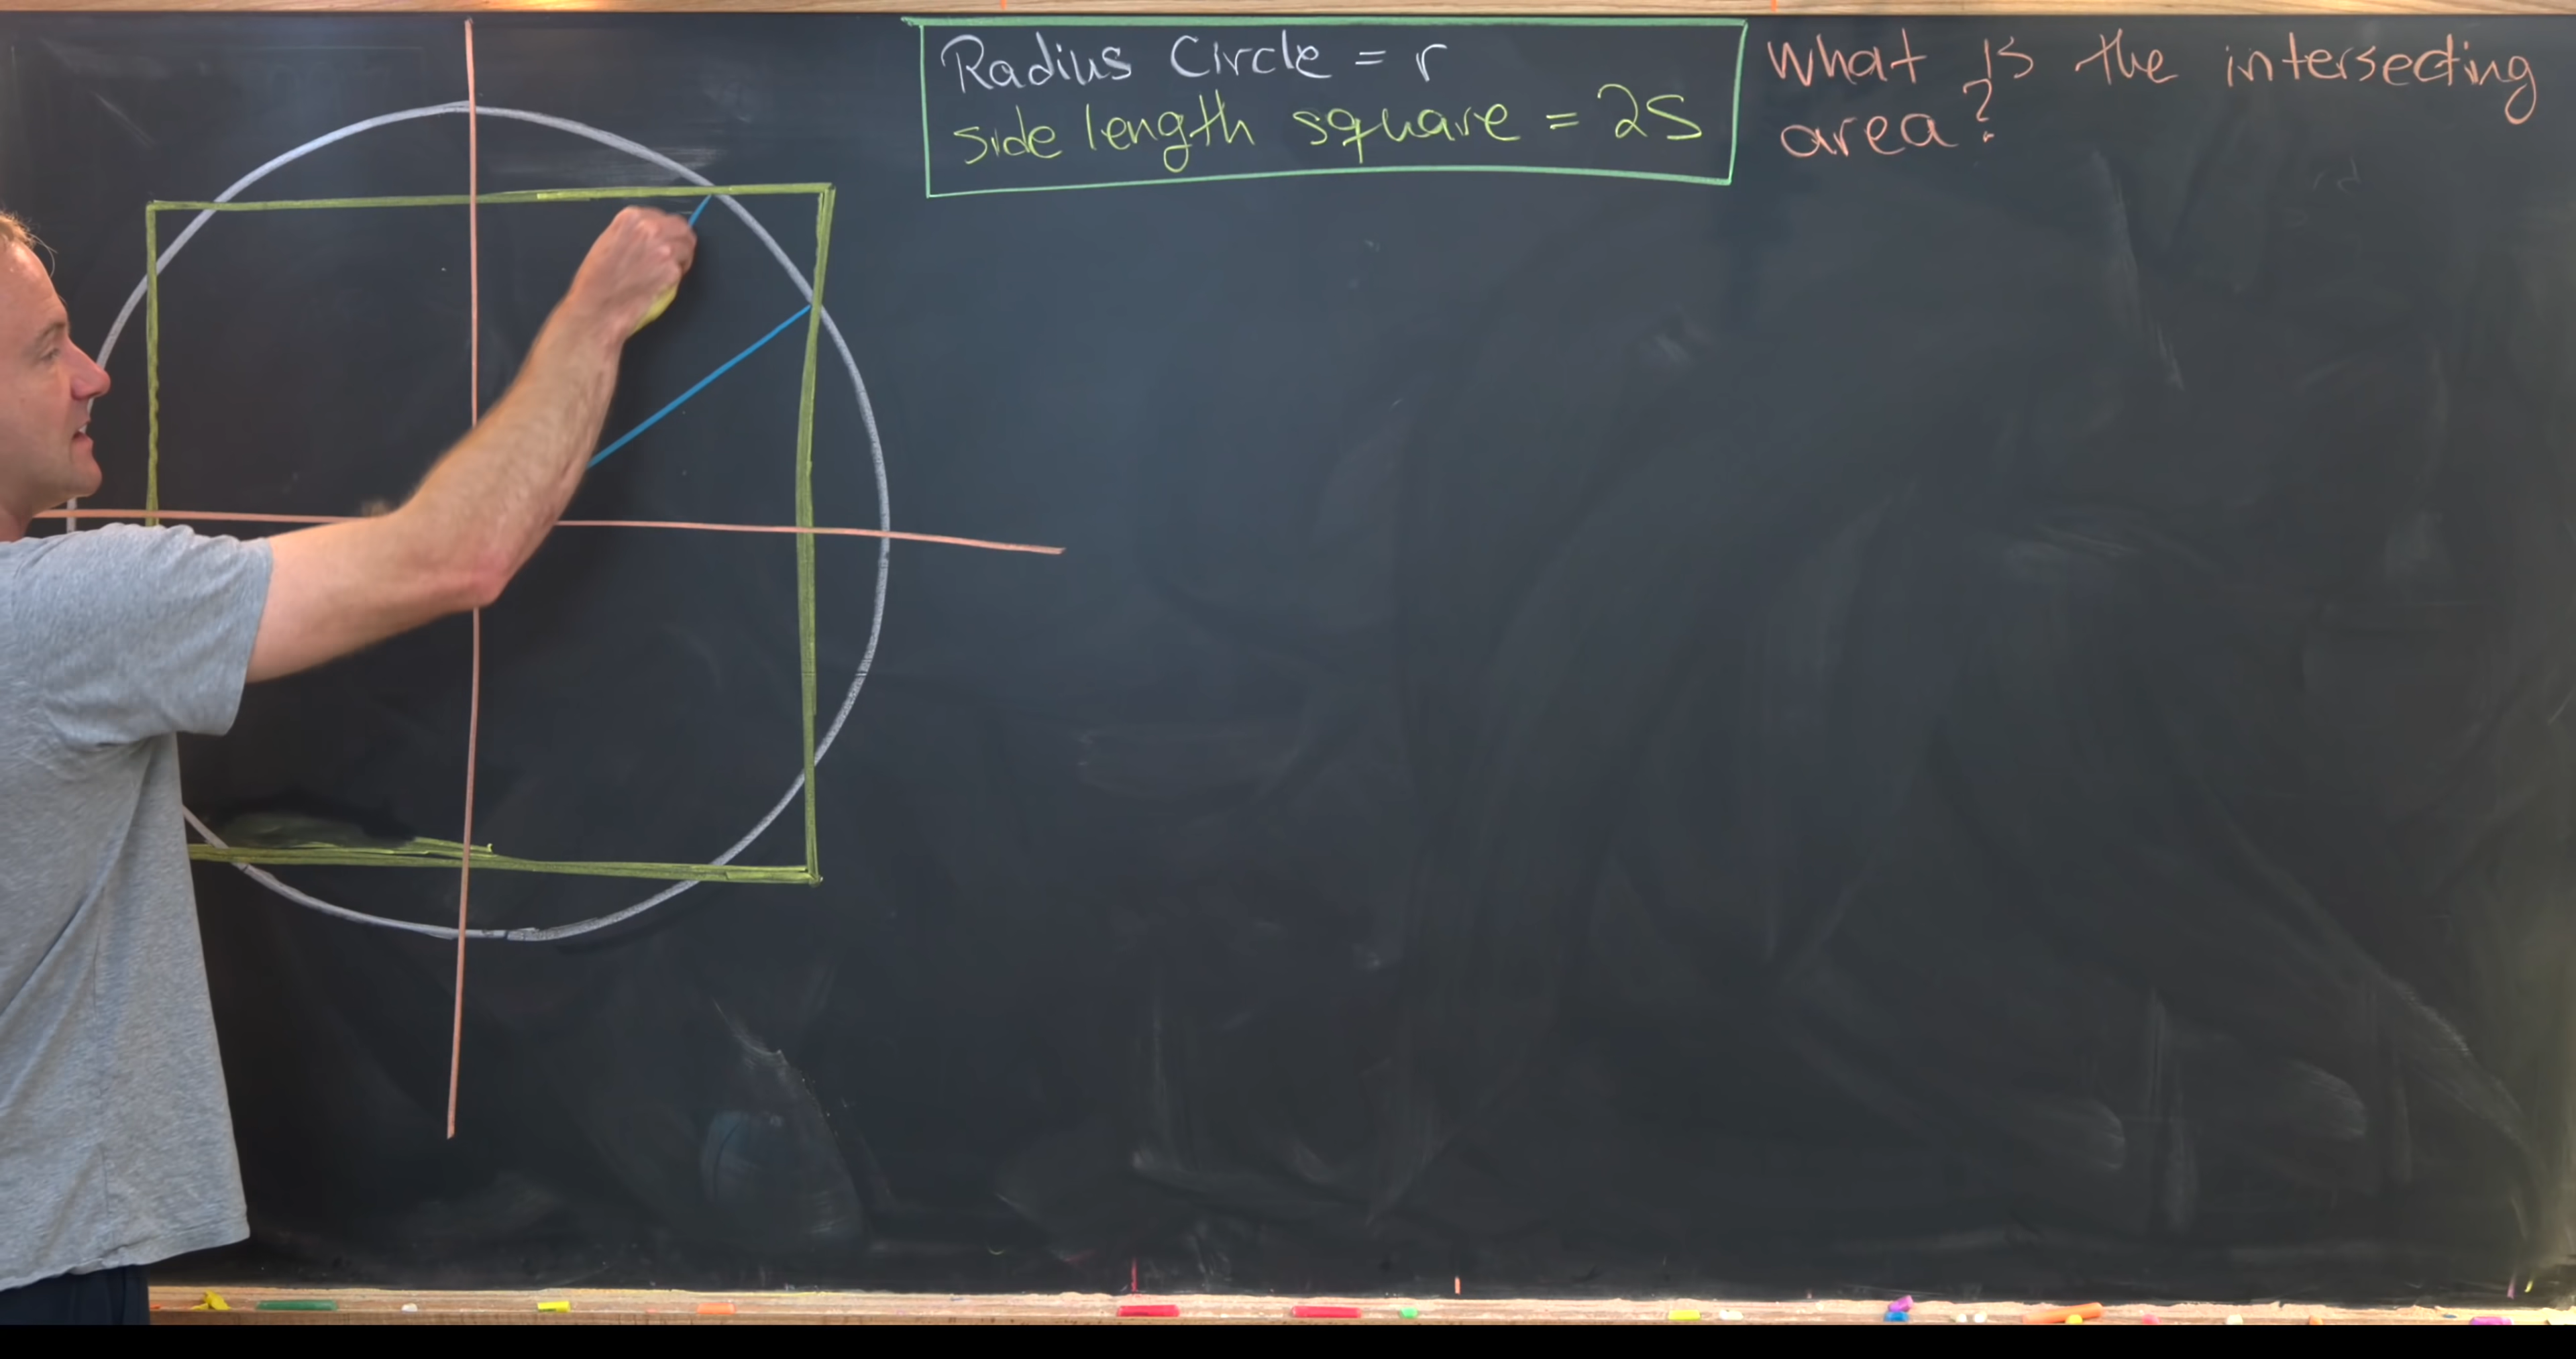 Radius Circle = r
side length square = 2s
What is the intersecting
area?